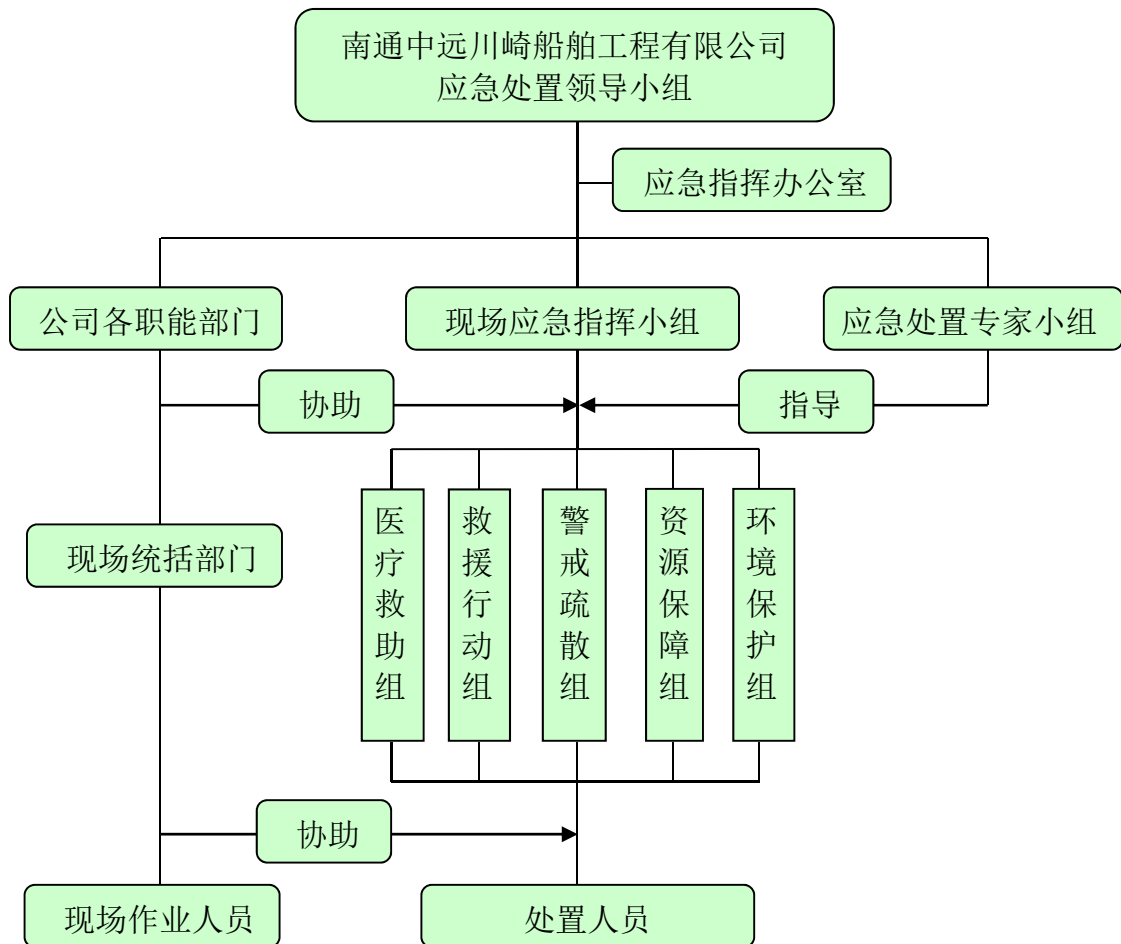 南通中远川崎船舶工程有限公司
应急处置领导小组
应急指挥办公室
公司各职能部门
现场应急指挥小组
应急处置专家小组
协助
指导
医疗救助组
救援行动组
警戒疏散组
资源保障组
环境保护组
现场统括部门
协助
现场作业人员
处置人员